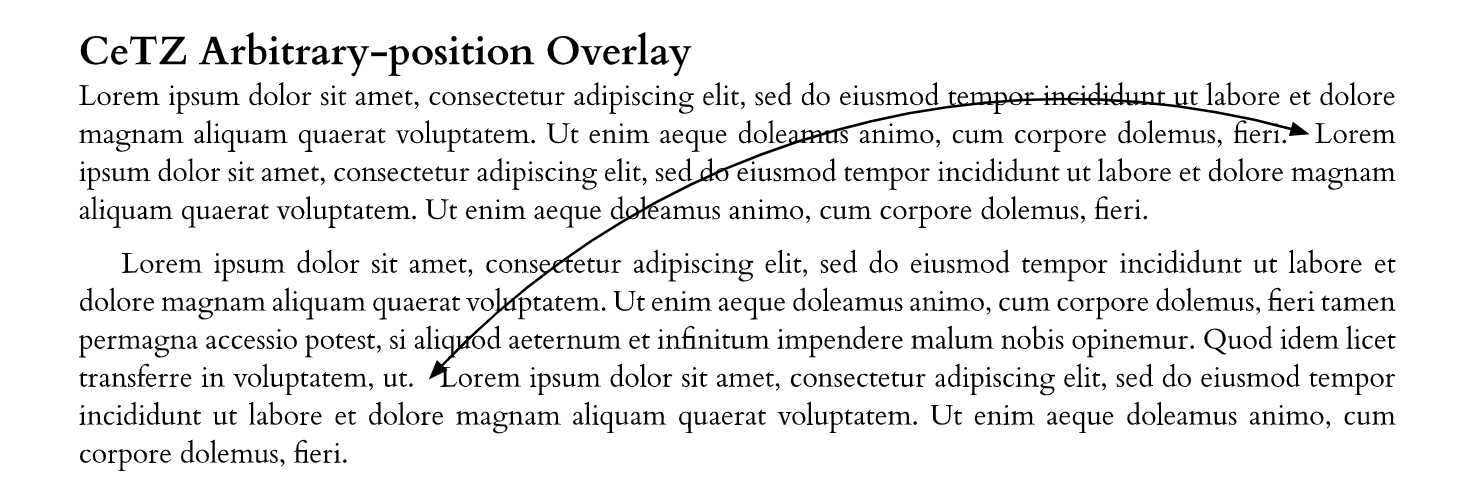 CeTZ Arbitrary-position Overlay
Lorem ipsum dolor sit amet, consectetur adipiscing elit, sed do eiusmod tempor incididunt ut labore et dolore
magnam aliquam quaerat voluptatem. Ut enim aeque doleamus animo, cum corpore dolemus, fieri. Lorem
ipsum dolor sit amet, consectetur adipiscing elit, sed do eiusmod tempor incididunt ut labore et dolore magnam
aliquam quaerat voluptatem. Ut enim aeque doleamus animo, cum corpore dolemus, fieri.
Lorem ipsum dolor sit amet, consectetur adipiscing elit, sed do eiusmod tempor incididunt ut labore et
dolore magnam aliquam quaerat voluptatem. Ut enim aeque doleamus animo, cum corpore dolemus, fieri tamen
permagna accessio potest, si aliquod aeternum et infinitum impendere malum nobis opinemur. Quod idem licet
transferre in voluptatem, ut. Lorem ipsum dolor sit amet, consectetur adipiscing elit, sed do eiusmod tempor
incididunt ut labore et dolore magnam aliquam quaerat voluptatem. Ut enim aeque doleamus animo, cum
corpore dolemus, fieri.